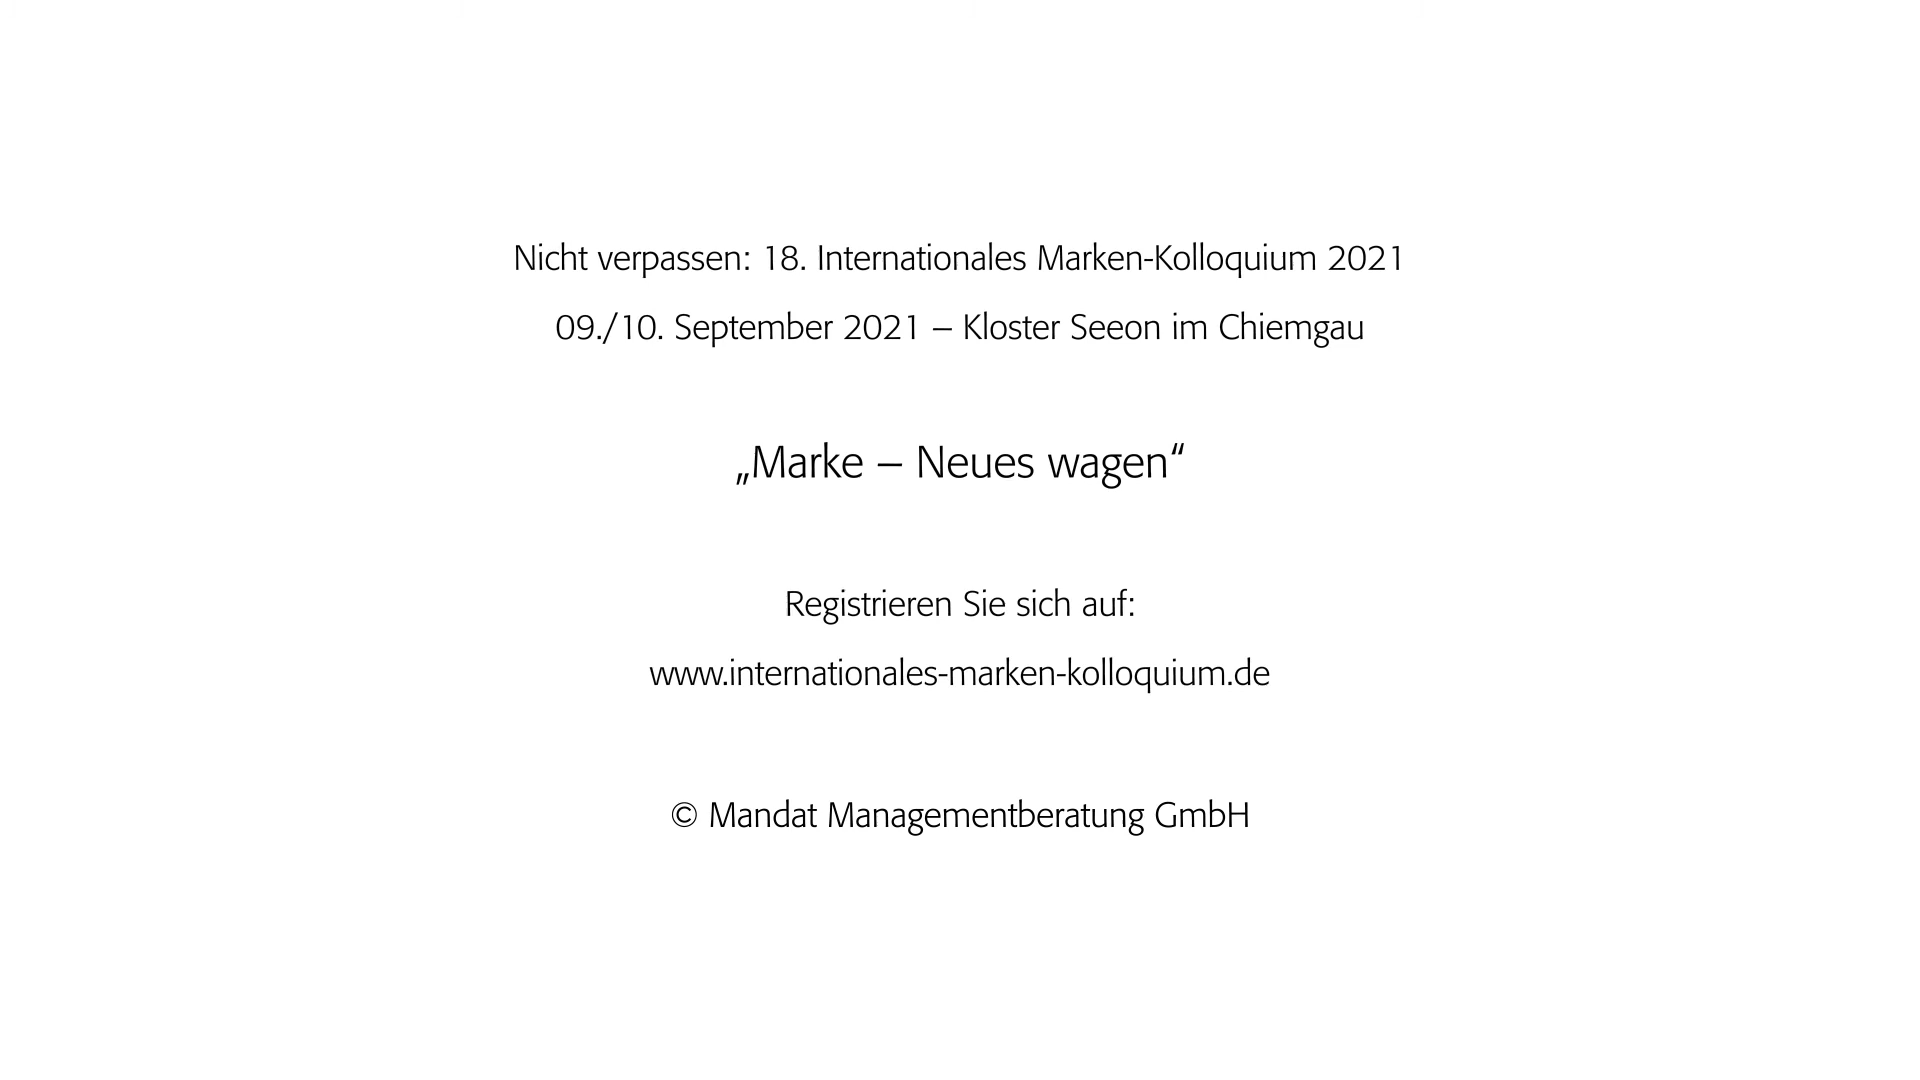 Nicht verpassen: 18. Internationales Marken-Kolloquium 2021
09./10. September 2021 – Kloster Seeon im Chiemgau
„Marke – Neues wagen“
Registrieren Sie sich auf:
www.internationales-marken-kolloquium.de
© Mandat Managementberatung GmbH